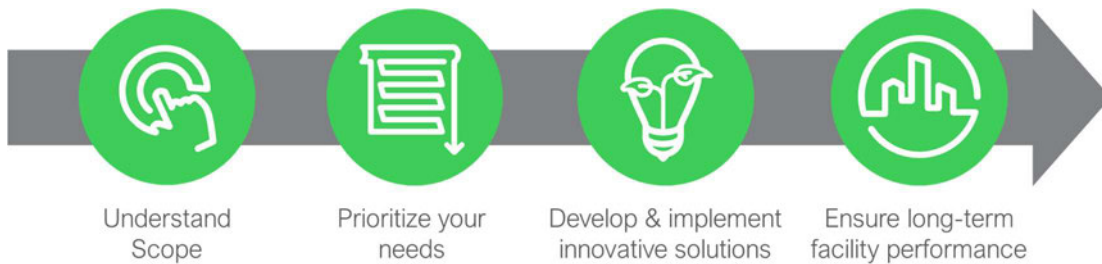 Understand
Scope
Prioritize your
needs
Develop & implement
innovative solutions
Ensure long-term
facility performance